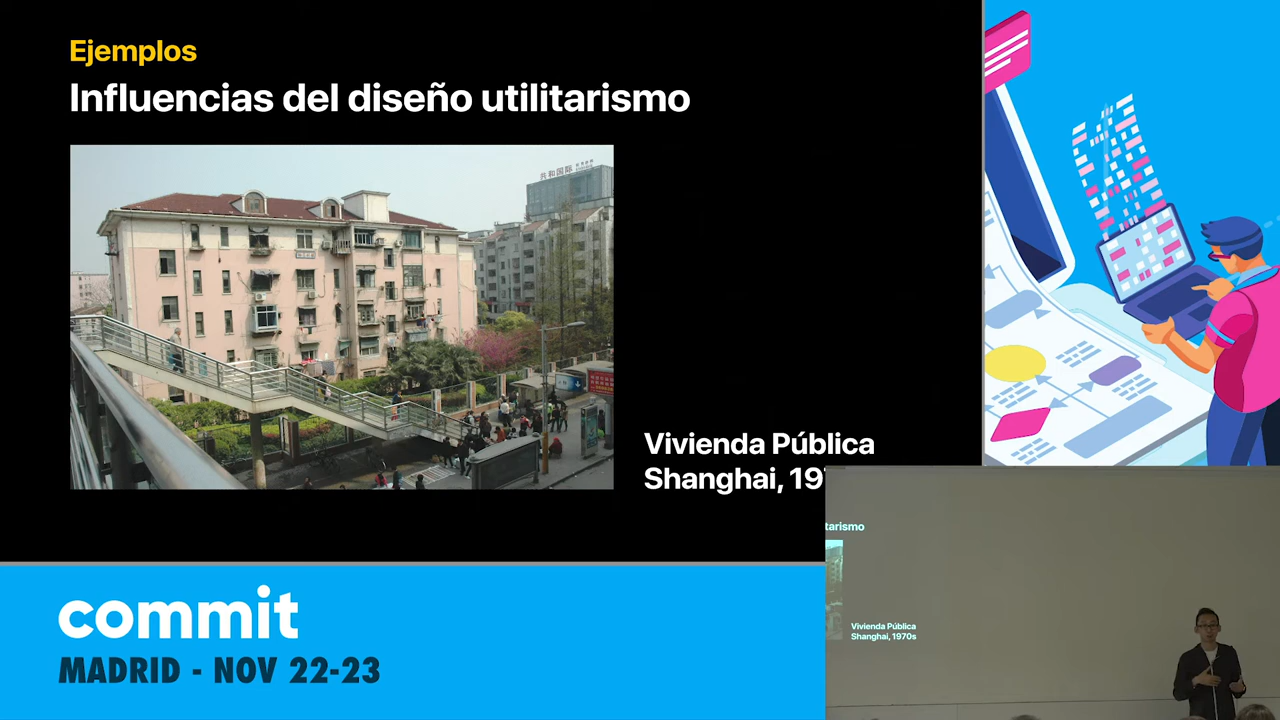 Ejemplos
Influencias del diseño utilitarismo
共和国际
Vivienda Pública
Shanghai, 197
tarismo
Vivienda Pública
Shanghai, 1970s
commit
MADRID - NOV 22-23